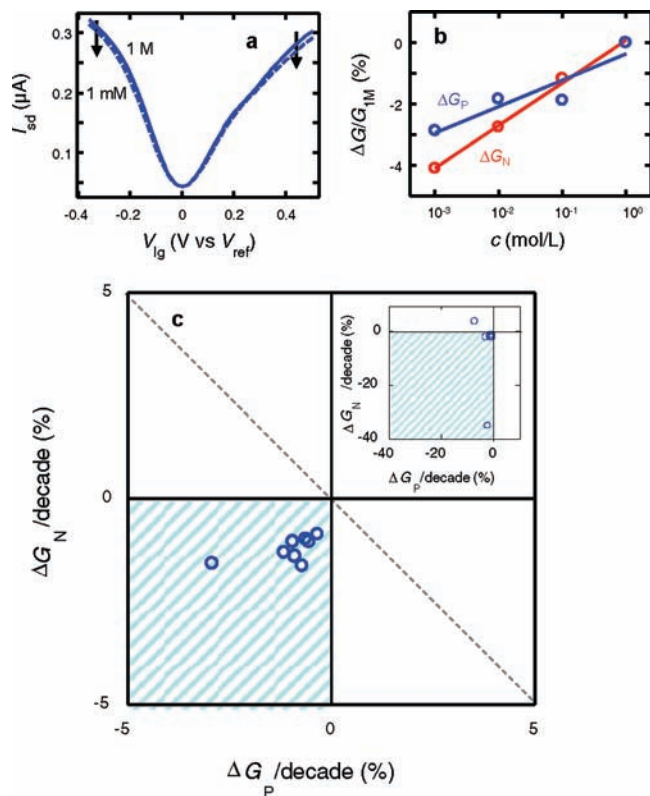 a
1 M
1 mM
0.3
0.2
0.1
I_sd (µA)
-0.4 -0.2 0 0.2 0.4
V_lg (V vs V_ref)
b
0
-2
-4
ΔG/G_1M (%)
ΔG_P
ΔG_N
10⁻³ 10⁻² 10⁻¹ 10⁰
c (mol/L)
c
5
0
-5
ΔG_N/decade (%)
-5 0 5
ΔG_P/decade (%)
0
-20
-40
ΔG_N/decade (%)
-40 -20 0
ΔG_P/decade (%)